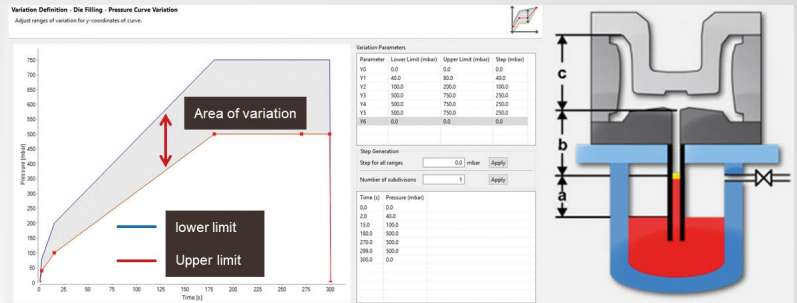 Variation Definition - Die Filling - Pressure Curve Variation
Adjust ranges of variation for y-coordinates of curve.
750
700
650
600
550
500
450
400
350
300
250
200
150
100
50
0
Pressure [mbar]
0 25 50 75 100 125 150 175 200 225 250 275 300
Time [s]
Area of variation
lower limit
Upper limit
Variation Parameters
Parameter Lower Limit (mbar) Upper Limit (mbar) Step (mbar)
Y0 0.0 0.0 0.0
Y1 40.0 80.0 40.0
Y2 100.0 200.0 100.0
Y3 500.0 750.0 250.0
Y4 500.0 750.0 250.0
Y5 500.0 750.0 250.0
Y6 0.0 0.0 0.0
Step Generation
Step for all ranges 0.0 mbar Apply
Number of subdivisons 1 Apply
Time (s) Pressure (mbar)
0.0 0.0
2.0 40.0
15.0 100.0
180.0 500.0
270.0 500.0
299.0 500.0
300.0 0.0
c
b
a